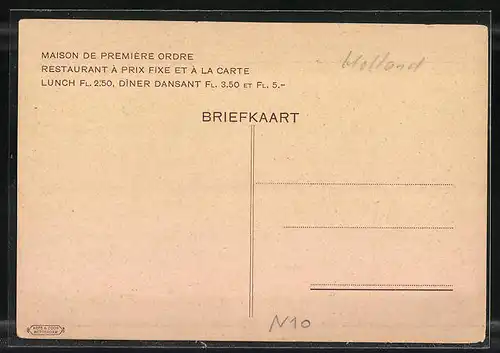 MAISON DE PREMIÈRE ORDRE
Holland
RESTAURANT À PRIX FIXE ET À LA CARTE
LUNCH FL. 2.50, DÎNER DANSANT FL. 3.50 ET FL. 5.-
BRIEFKAART
N10
ROTTERDAM